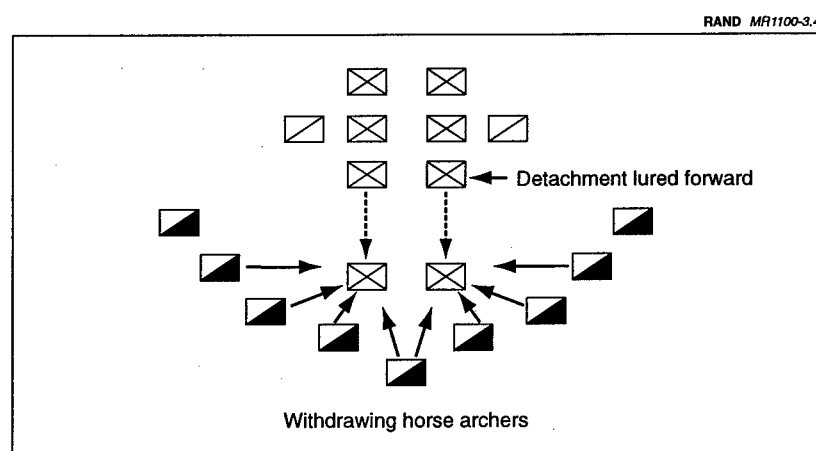 RAND MR1100-3.4
Detachment lured forward
Withdrawing horse archers